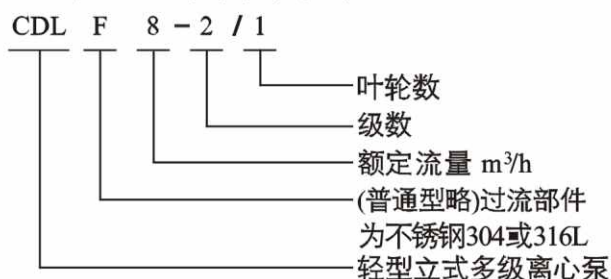 CDL F 8 - 2 / 1
叶轮数
级数
额定流量 m³/h
(普通型略)过流部件
为不锈钢304或316L
轻型立式多级离心泵